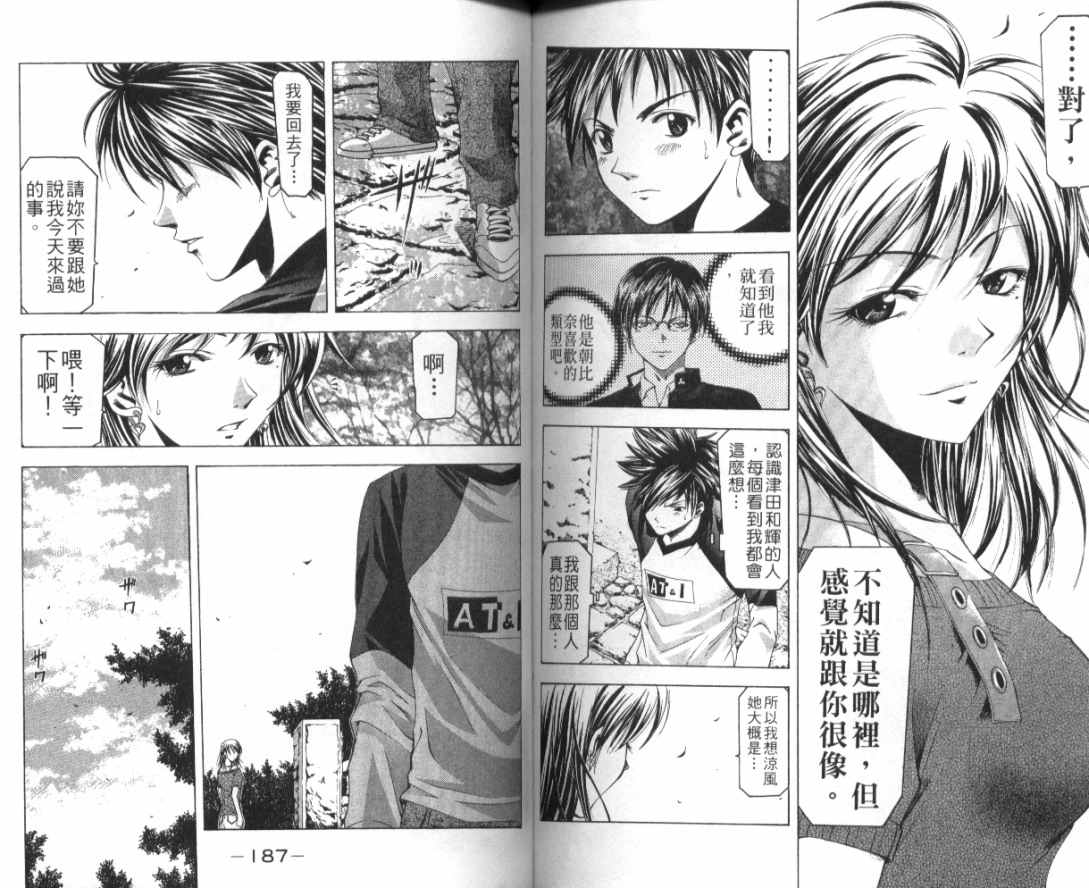 ……對了，
不知道是哪裡，但
感覺就跟你很像。
………！
看到他我
就知道了
，
他是朝比
奈喜歡的
類型吧。
認識津田和輝的人
，每個看到我都會
這麼想…
我跟那個人
真的那麼…
AT&I
所以我想涼風
她大概是…
我要回去了…
請妳不要跟她
說我今天來過
的事。
啊…
喂！等一
下啊！
AT&
ザワ
ザワ
—187—